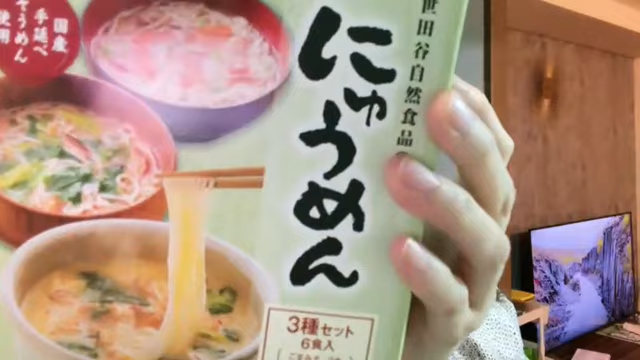 国産
手延べ
そうめん
使用
世田谷自然食品
にゅうめん
3種セット
6食入